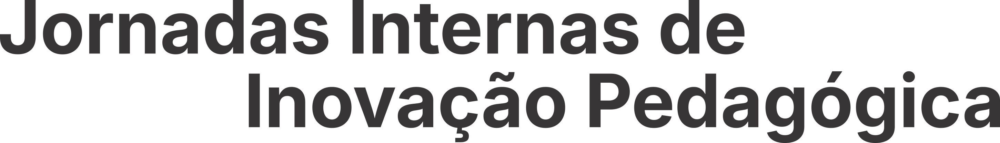 Jornadas Internas de
Inovação Pedagógica